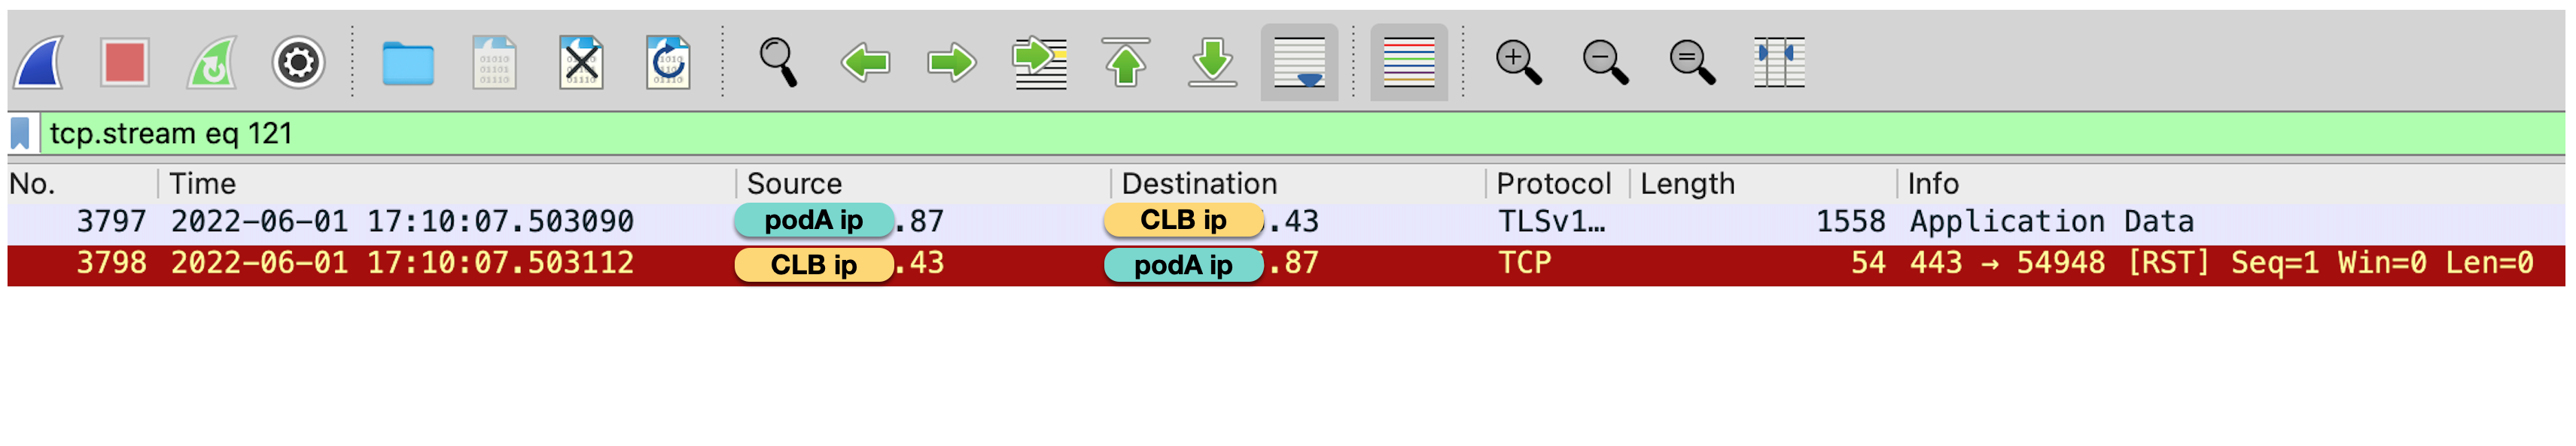 tcp.stream eq 121
No. Time Source Destination Protocol Length Info
3797 2022-06-01 17:10:07.503090 podA ip .87 CLB ip .43 TLSv1… 1558 Application Data
3798 2022-06-01 17:10:07.503112 CLB ip .43 podA ip .87 TCP 54 443 → 54948 [RST] Seq=1 Win=0 Len=0